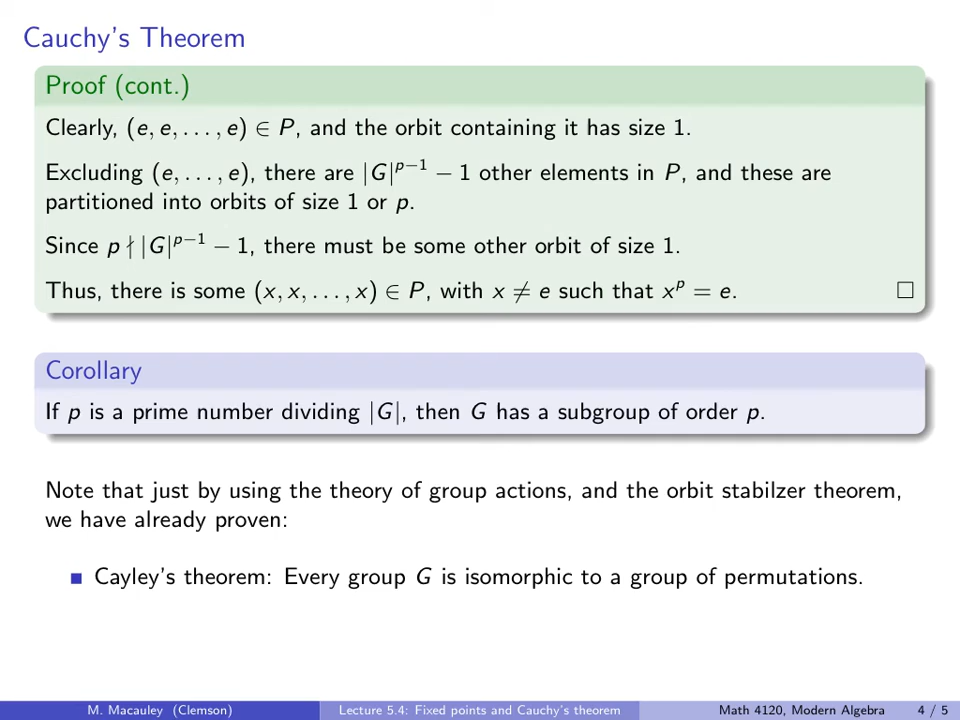 Cauchy's Theorem
Proof (cont.)
Clearly, (e, e, . . . , e) ∈ P, and the orbit containing it has size 1.
Excluding (e, . . . , e), there are |G|^{p−1} − 1 other elements in P, and these are
partitioned into orbits of size 1 or p.
Since p ∤ |G|^{p−1} − 1, there must be some other orbit of size 1.
Thus, there is some (x, x, . . . , x) ∈ P, with x ≠ e such that x^p = e. □
Corollary
If p is a prime number dividing |G|, then G has a subgroup of order p.
Note that just by using the theory of group actions, and the orbit stabilzer theorem,
we have already proven:
Cayley's theorem: Every group G is isomorphic to a group of permutations.
M. Macauley (Clemson) Lecture 5.4: Fixed points and Cauchy's theorem Math 4120, Modern Algebra 4 / 5